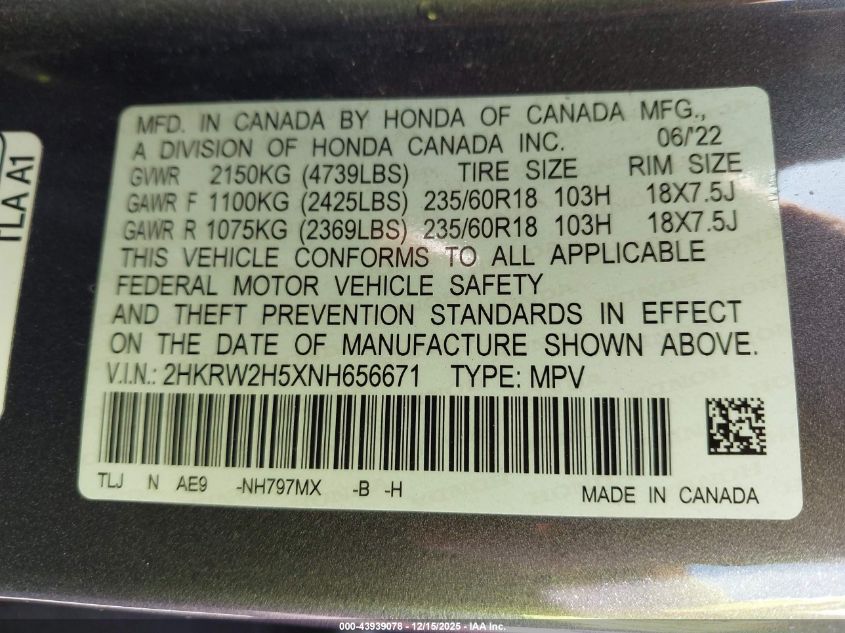 MFD. IN CANADA BY HONDA OF CANADA MFG.,
A DIVISION OF HONDA CANADA INC. 06/'22
GVWR 2150KG (4739LBS) TIRE SIZE RIM SIZE
GAWR F 1100KG (2425LBS) 235/60R18 103H 18X7.5J
GAWR R 1075KG (2369LBS) 235/60R18 103H 18X7.5J
THIS VEHICLE CONFORMS TO ALL APPLICABLE
FEDERAL MOTOR VEHICLE SAFETY
AND THEFT PREVENTION STANDARDS IN EFFECT
ON THE DATE OF MANUFACTURE SHOWN ABOVE.
V.I.N.: 2HKRW2H5XNH656671 TYPE: MPV
TLJ N AE9 -NH797MX -B -H MADE IN CANADA
TLA A1
000-43939078 - 12/15/2025 - IAA Inc.